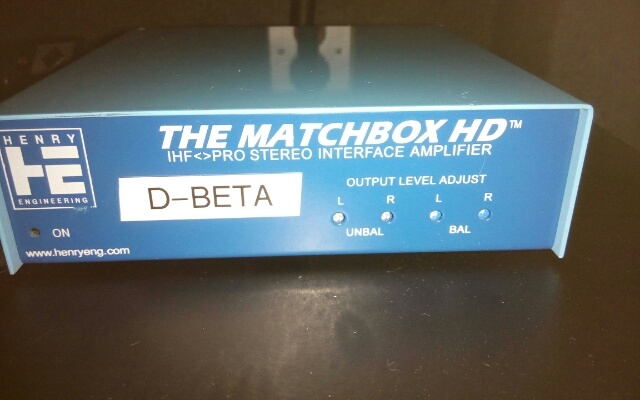 HENRY
HE
ENGINEERING
THE MATCHBOX HD™
IHF<>PRO STEREO INTERFACE AMPLIFIER
D-BETA
OUTPUT LEVEL ADJUST
L R L R
UNBAL BAL
ON
www.henryeng.com